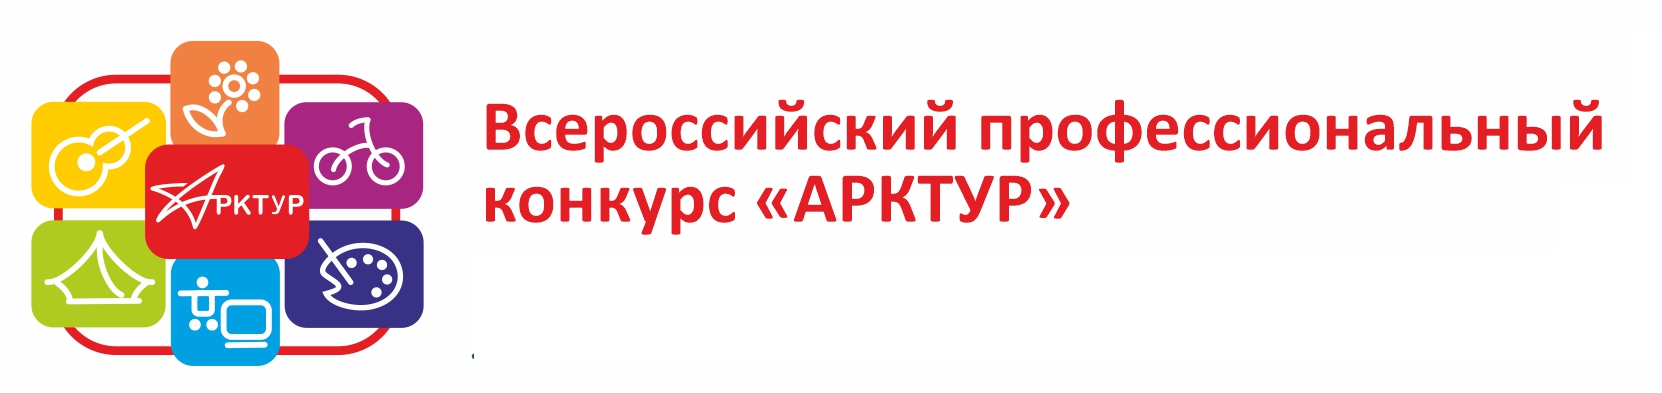 АРКТУР
Всероссийский профессиональный
конкурс «АРКТУР»